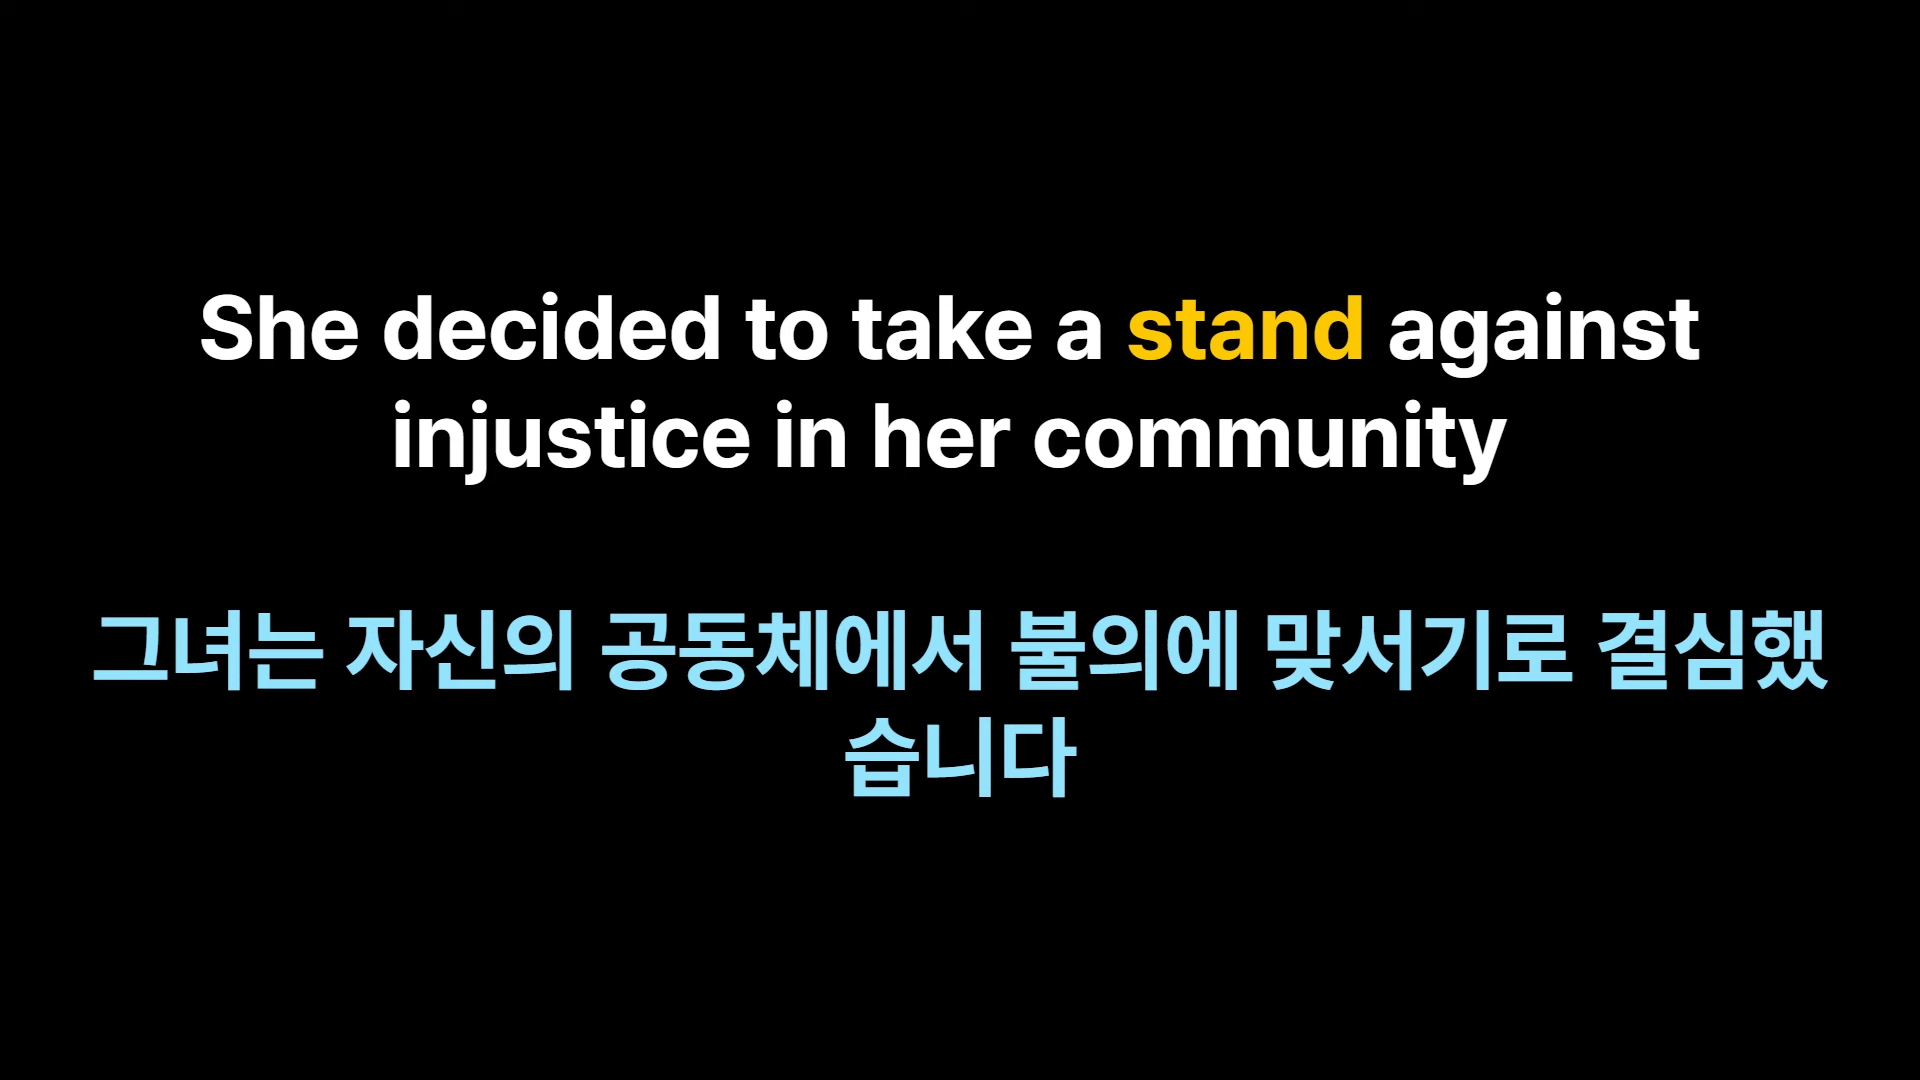 She decided to take a stand against
injustice in her community
그녀는 자신의 공동체에서 불의에 맞서기로 결심했
습니다